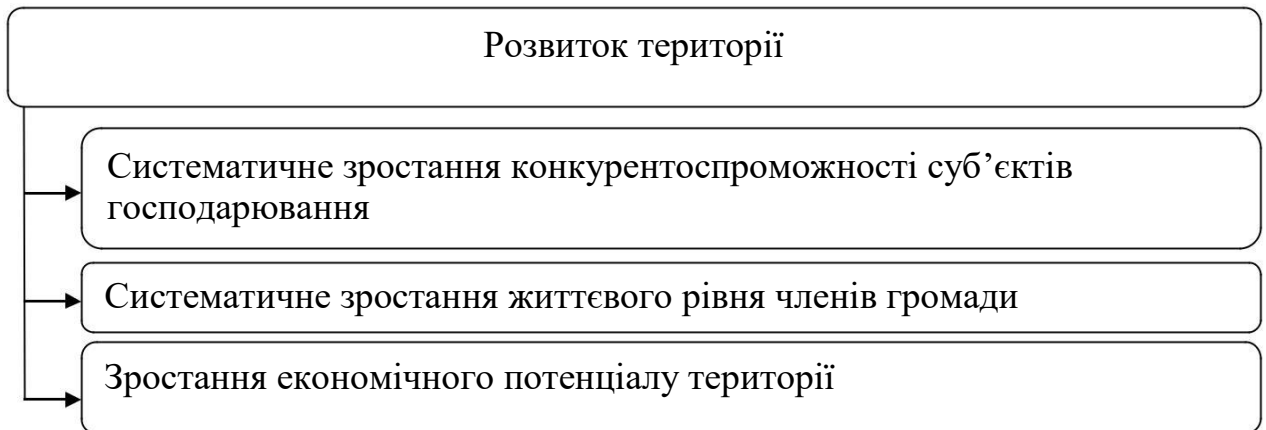 Розвиток території
Систематичне зростання конкурентоспроможності суб’єктів
господарювання
Систематичне зростання життєвого рівня членів громади
Зростання економічного потенціалу території